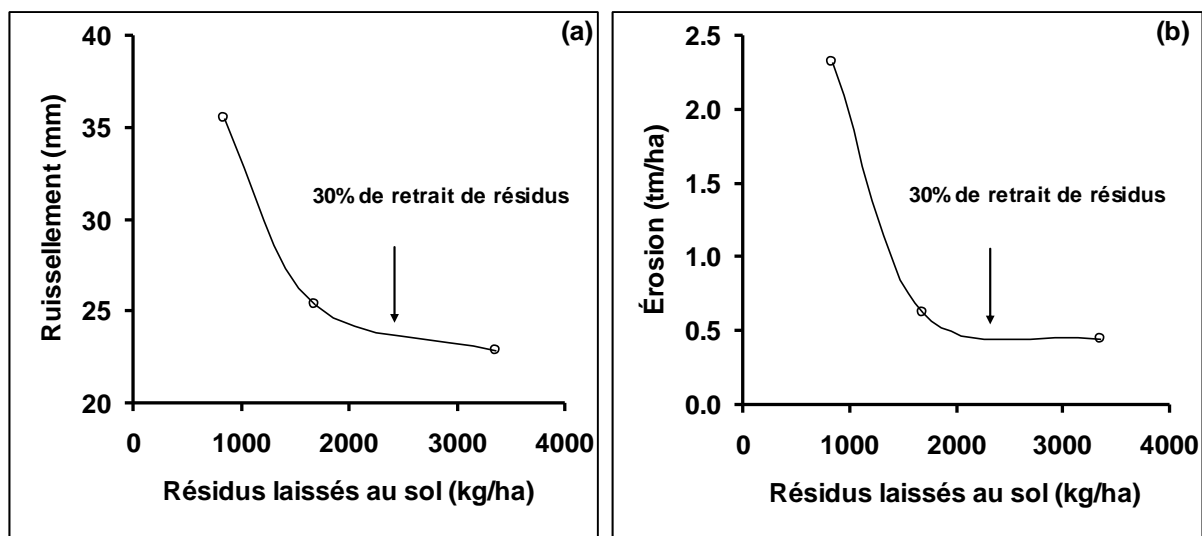 (a)
40
35
30
25
20
Ruissellement (mm)
30% de retrait de résidus
0 1000 2000 3000 4000
Résidus laissés au sol (kg/ha)
(b)
2.5
2.0
1.5
1.0
0.5
0.0
Érosion (tm/ha)
30% de retrait de résidus
0 1000 2000 3000 4000
Résidus laissés au sol (kg/ha)